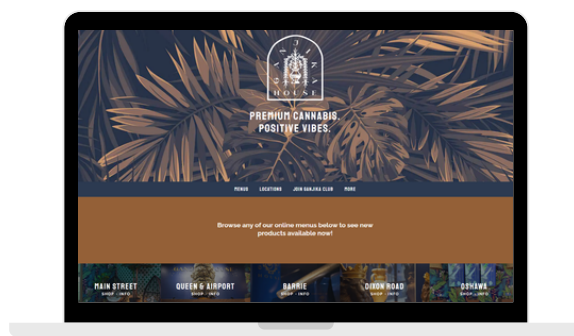 GANJIKA
HOUSE
PREMIUM CANNABIS.
POSITIVE VIBES.
MENUS LOCATIONS JOIN GANJIKA CLUB MORE
Browse any of our online menus below to see new
products available now!
MAIN STREET QUEEN & AIRPORT BARRIE DIXON ROAD OSHAWA
SHOP - INFO SHOP - INFO SHOP - INFO SHOP - INFO SHOP - INFO